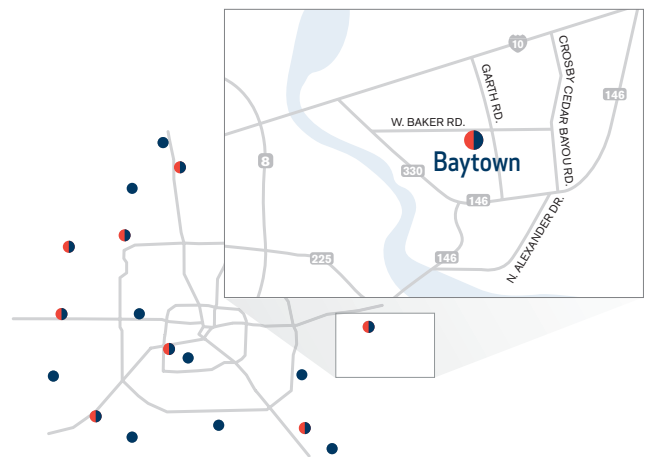 10
CROSBY CEDAR BAYOU RD.
GARTH RD.
146
W. BAKER RD.
8
Baytown
330
146
N. ALEXANDER DR.
225
146